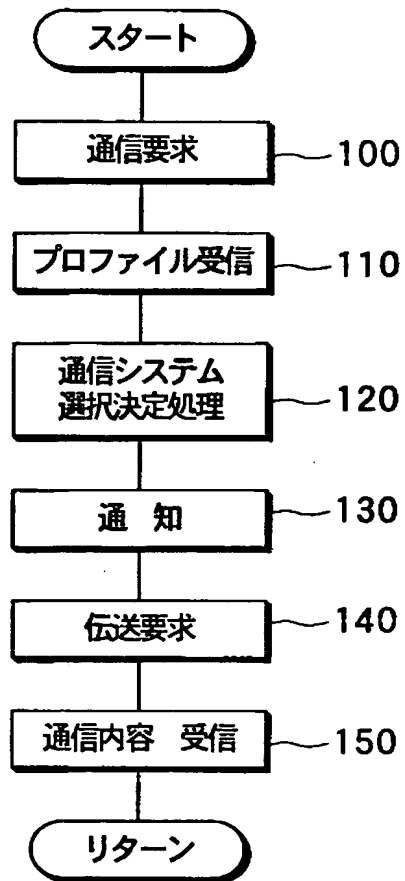 スタート
通信要求
100
プロファイル受信
110
通信システム
選択決定処理
120
通　知
130
伝送要求
140
通信内容　受信
150
リターン